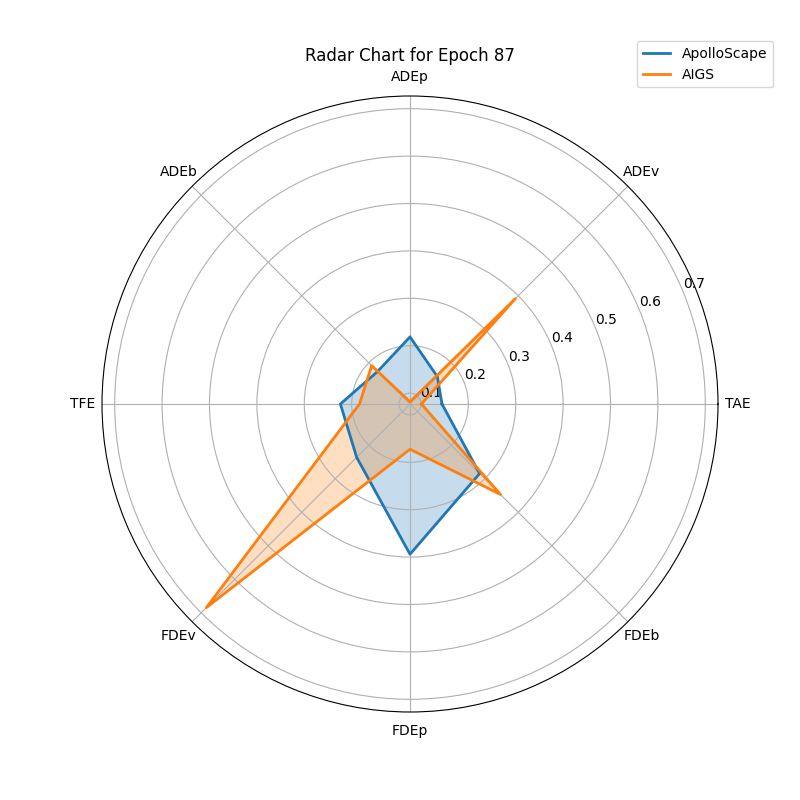 Radar Chart for Epoch 87
ApolloScape
AIGS
ADEp
ADEb
ADEv
0.7
0.6
0.5
0.4
0.3
0.2
0.1
TFE
TAE
FDEv
FDEb
FDEp